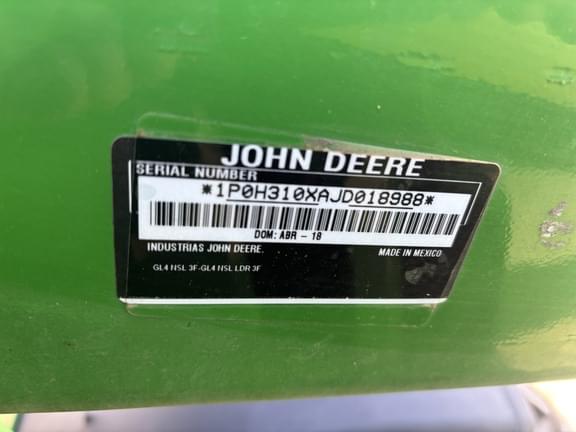 JOHN DEERE
SERIAL NUMBER
*1P0H310XAJD018988*
DOM: ABR - 18
INDUSTRIAS JOHN DEERE. MADE IN MEXICO
GL4 NSL 3F-GL4 NSL LDR 3F